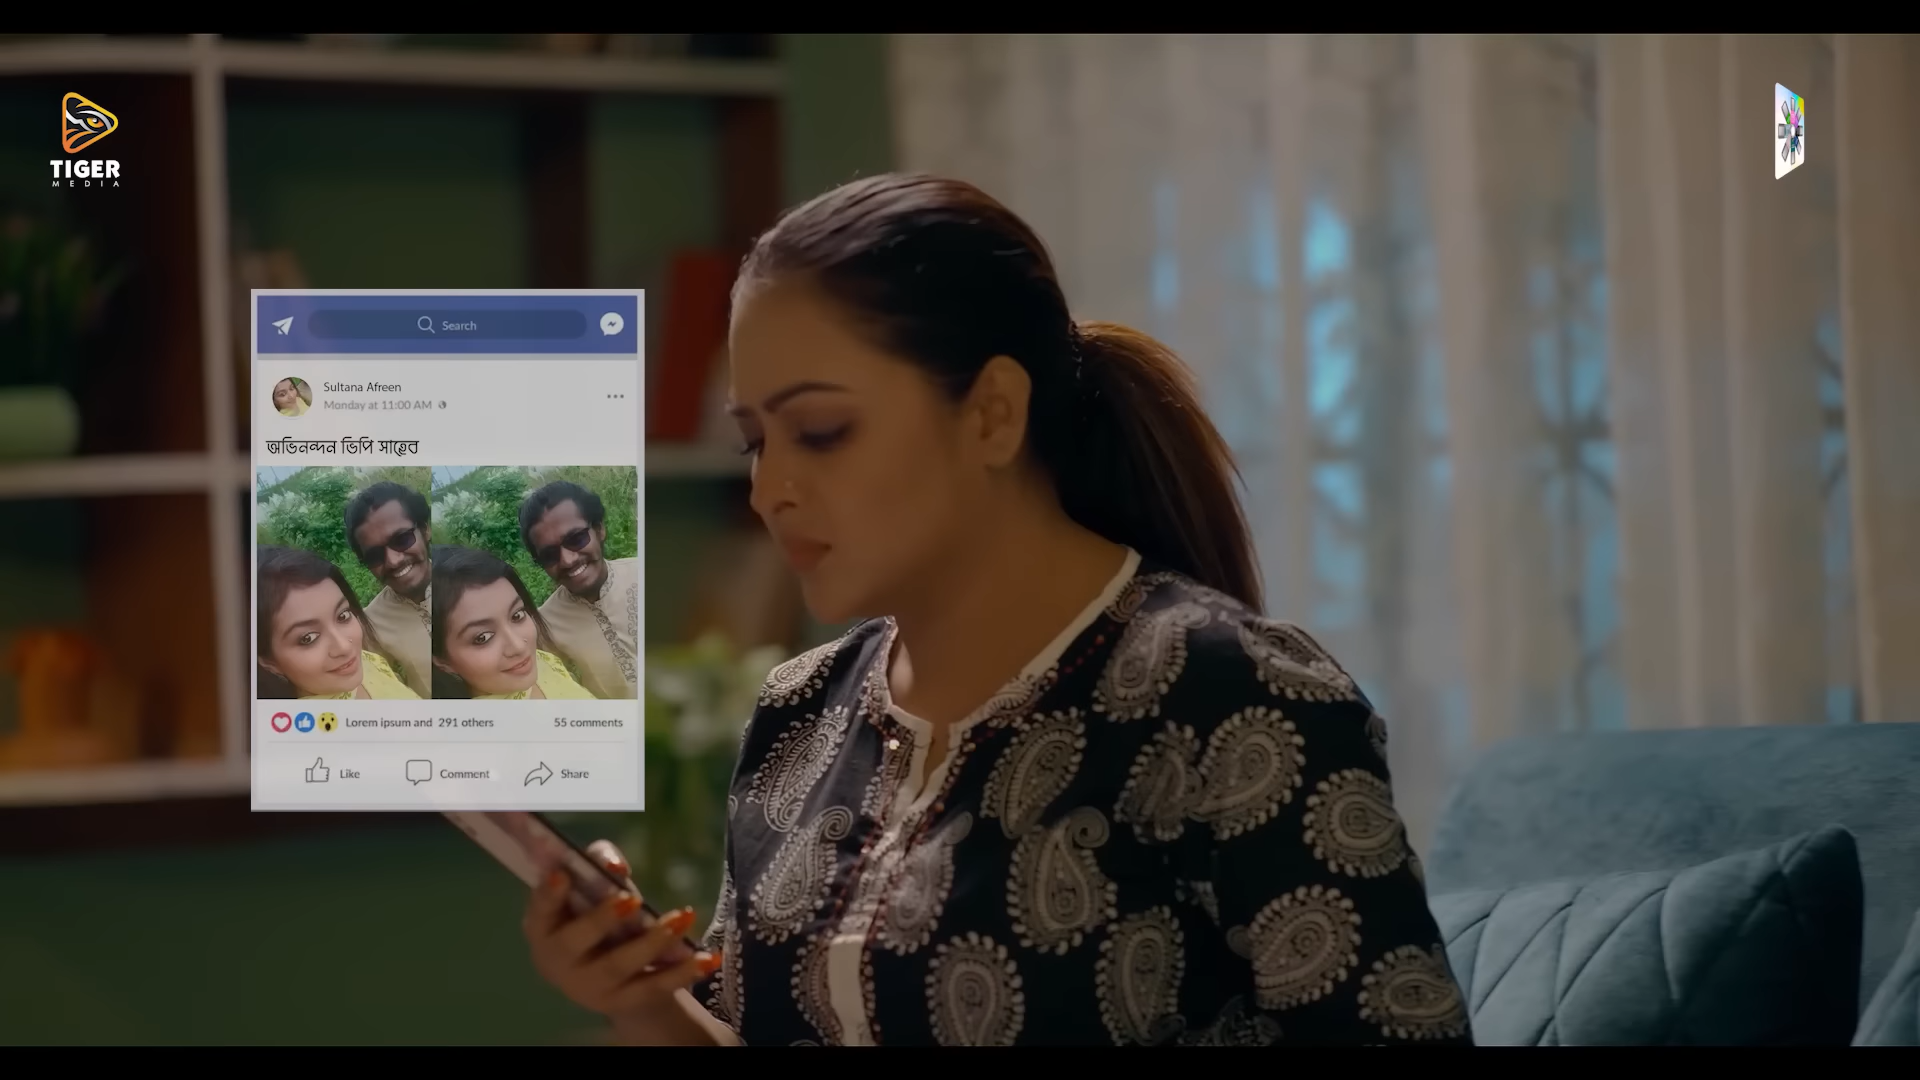 TIGER
MEDIA
Search
Sultana Afreen
Monday at 11:00 AM
অভিনন্দন ভিপি সাহেব
Lorem ipsum and 291 others
55 comments
Like
Comment
Share